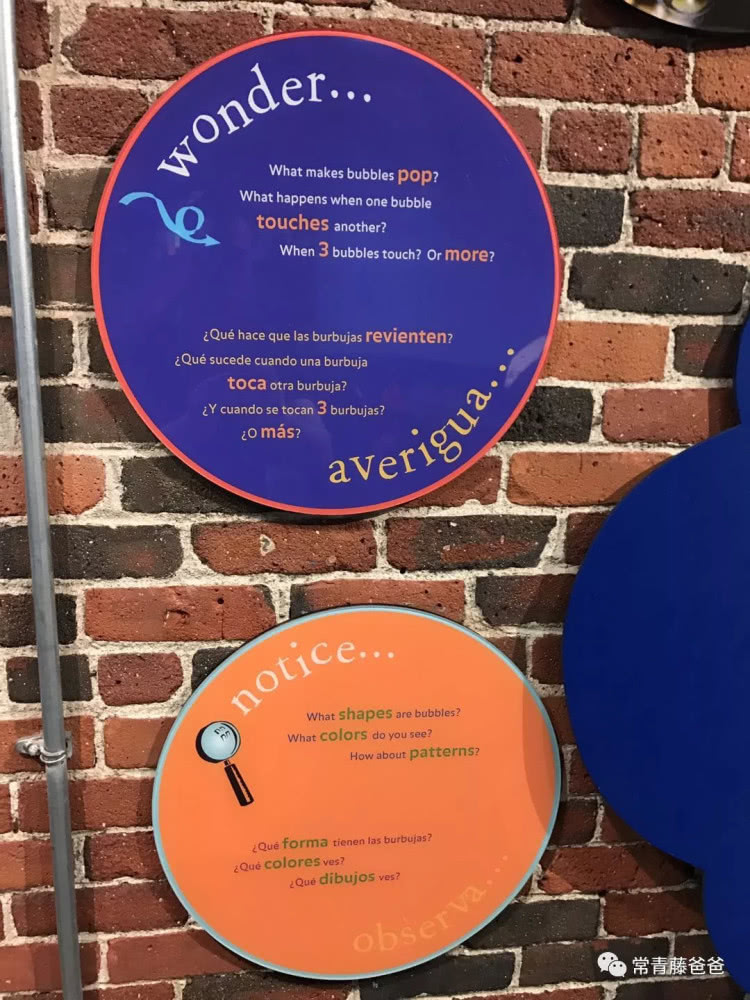 wonder...
What makes bubbles pop?
What happens when one bubble
touches another?
When 3 bubbles touch? Or more?
¿Qué hace que las burbujas revienten?
¿Qué sucede cuando una burbuja
toca otra burbuja?
¿Y cuando se tocan 3 burbujas?
¿O más?
averigua...
notice...
What shapes are bubbles?
What colors do you see?
How about patterns?
¿Qué forma tienen las burbujas?
¿Qué colores ves?
¿Qué dibujos ves?
observa...
常青藤爸爸